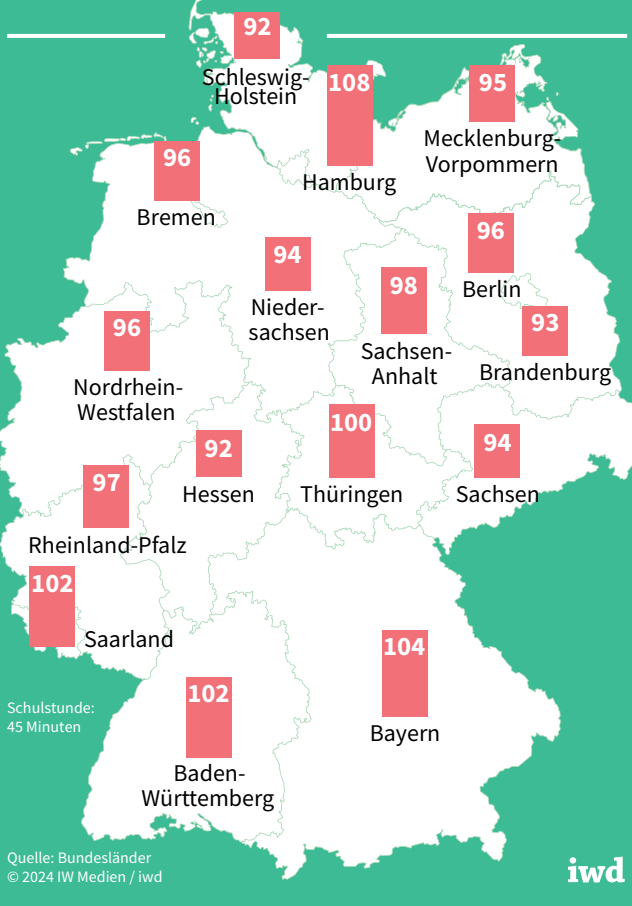 92
Schleswig-
Holstein
108
Hamburg
95
Mecklenburg-
Vorpommern
96
Bremen
94
Nieder-
sachsen
98
Sachsen-
Anhalt
96
Berlin
93
Brandenburg
96
Nordrhein-
Westfalen
92
Hessen
100
Thüringen
94
Sachsen
97
Rheinland-Pfalz
102
Saarland
104
Bayern
102
Baden-
Württemberg
Schulstunde:
45 Minuten
Quelle: Bundesländer
© 2024 IW Medien / iwd
iwd